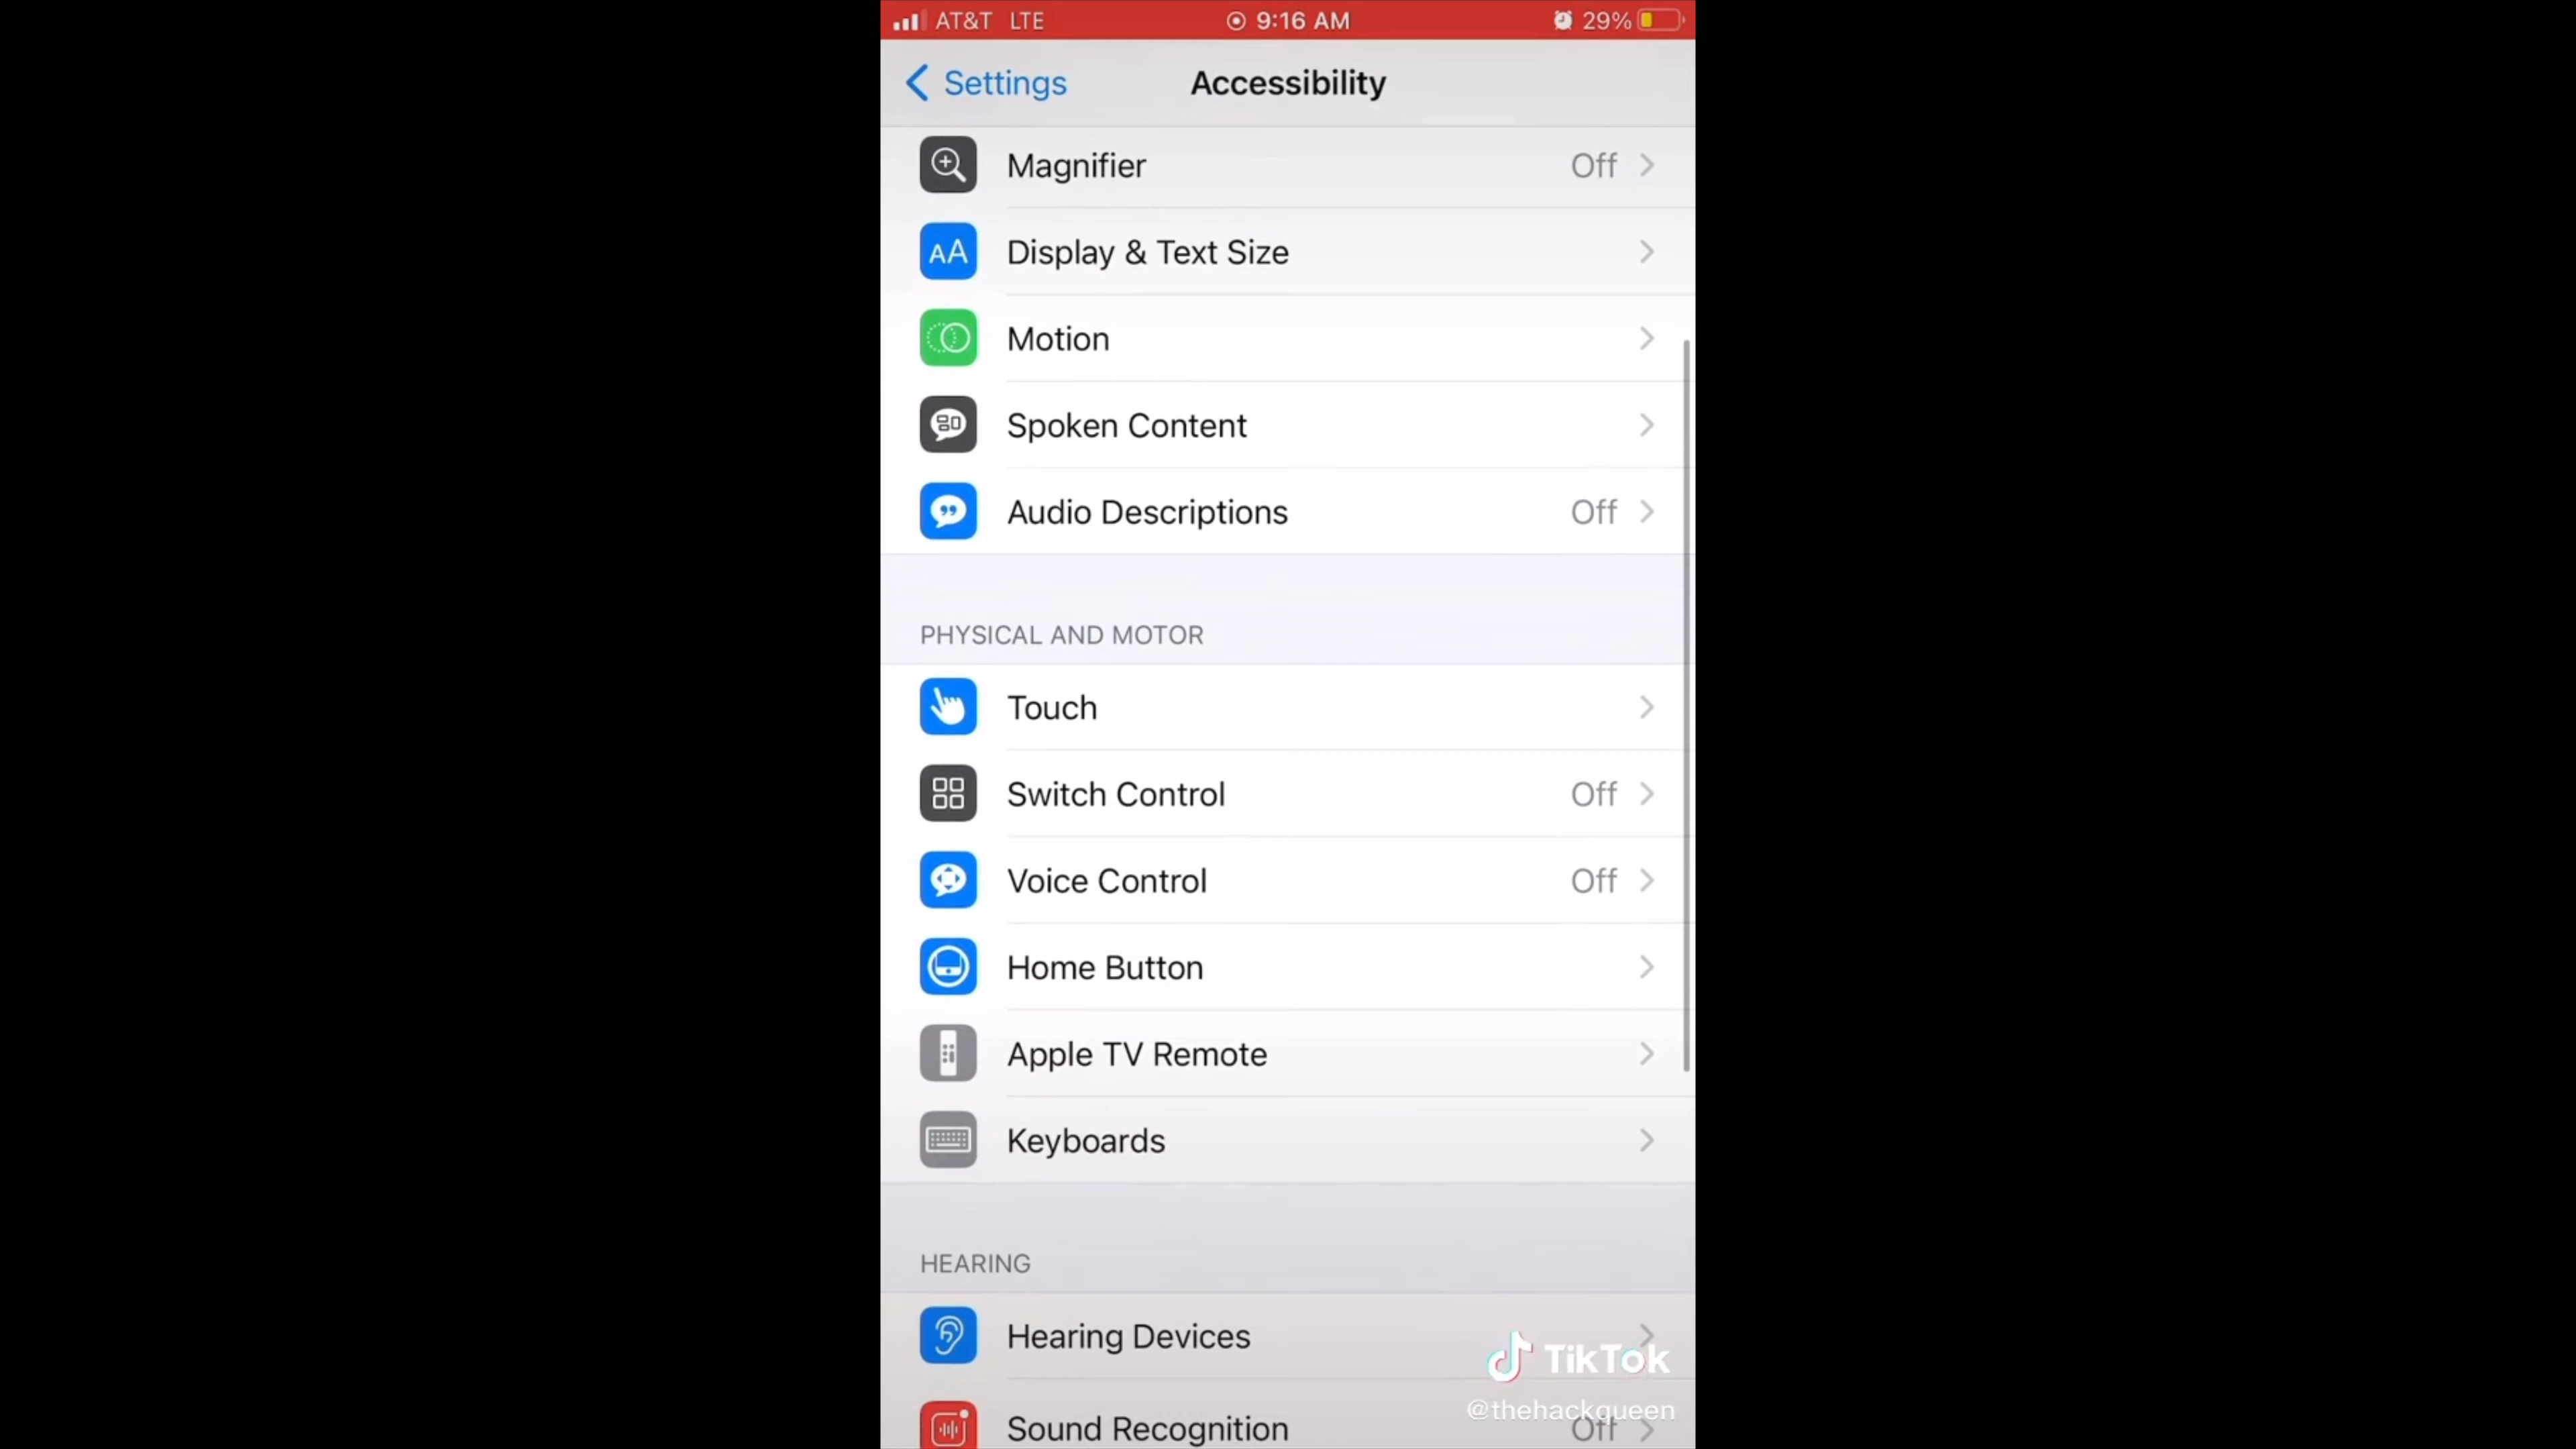 AT&T LTE 9:16 AM 29%
Settings Accessibility
Magnifier Off
AA Display & Text Size
Motion
Spoken Content
Audio Descriptions Off
PHYSICAL AND MOTOR
Touch
Switch Control Off
Voice Control Off
Home Button
Apple TV Remote
Keyboards
HEARING
Hearing Devices
TikTok
@thehackqueen
Sound Recognition Off